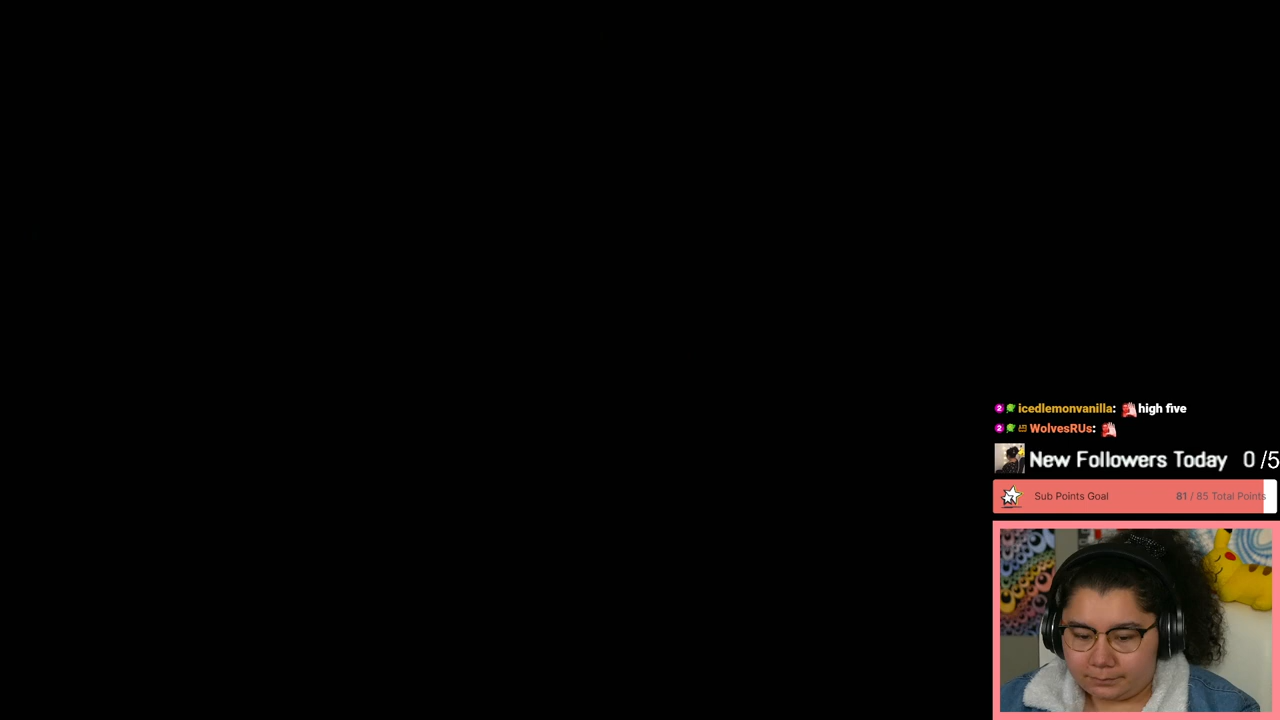 icedlemonvanilla: high five
WolvesRUs:
New Followers Today 0 /5
Sub Points Goal 81 / 85 Total Points